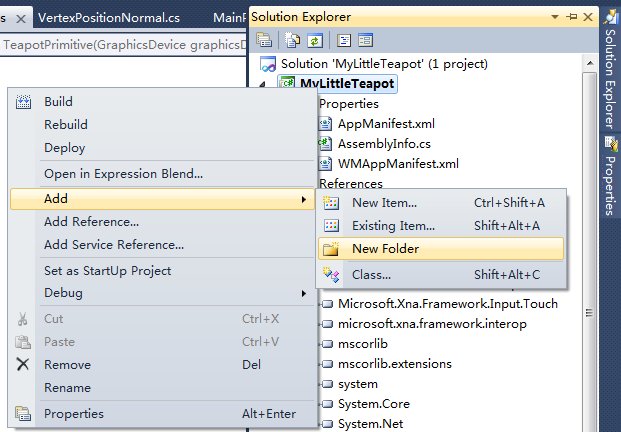 s VertexPositionNormal.cs MainP
TeapotPrimitive(GraphicsDevice graphicsD
Solution Explorer
Solution 'MyLittleTeapot' (1 project)
MyLittleTeapot
Properties
AppManifest.xml
AssemblyInfo.cs
WMAppManifest.xml
References
Build
Rebuild
Deploy
Open in Expression Blend...
Add
Add Reference...
Add Service Reference...
Set as StartUp Project
Debug
Cut Ctrl+X
Paste Ctrl+V
Remove Del
Rename
Properties Alt+Enter
New Item... Ctrl+Shift+A
Existing Item... Shift+Alt+A
New Folder
Class... Shift+Alt+C
Microsoft.Xna.Framework.Input.Touch
microsoft.xna.framework.interop
mscorlib
mscorlib.extensions
system
System.Core
System.Net
Solution Explorer
Properties